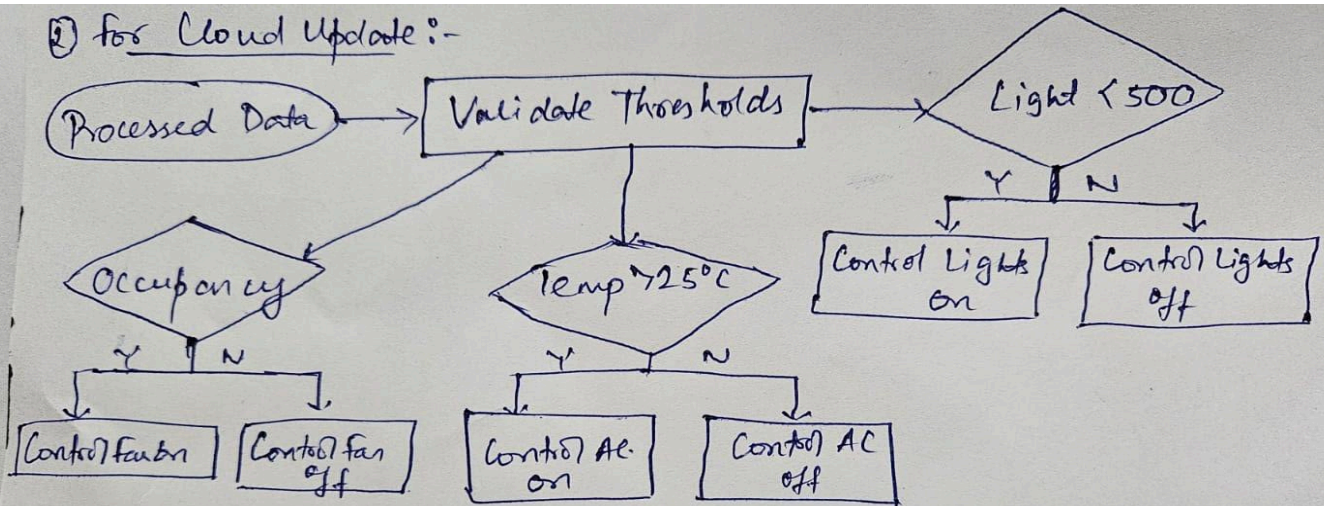 ② For Cloud Update:-
Processed Data
Validate Thresholds
Light < 500
Y N
Control Lights
on
Control Lights
off
Occupancy
Temp >25°C
Y N
Y N
Control Fan on
Control Fan
off
Control AC.
on
Control AC
off